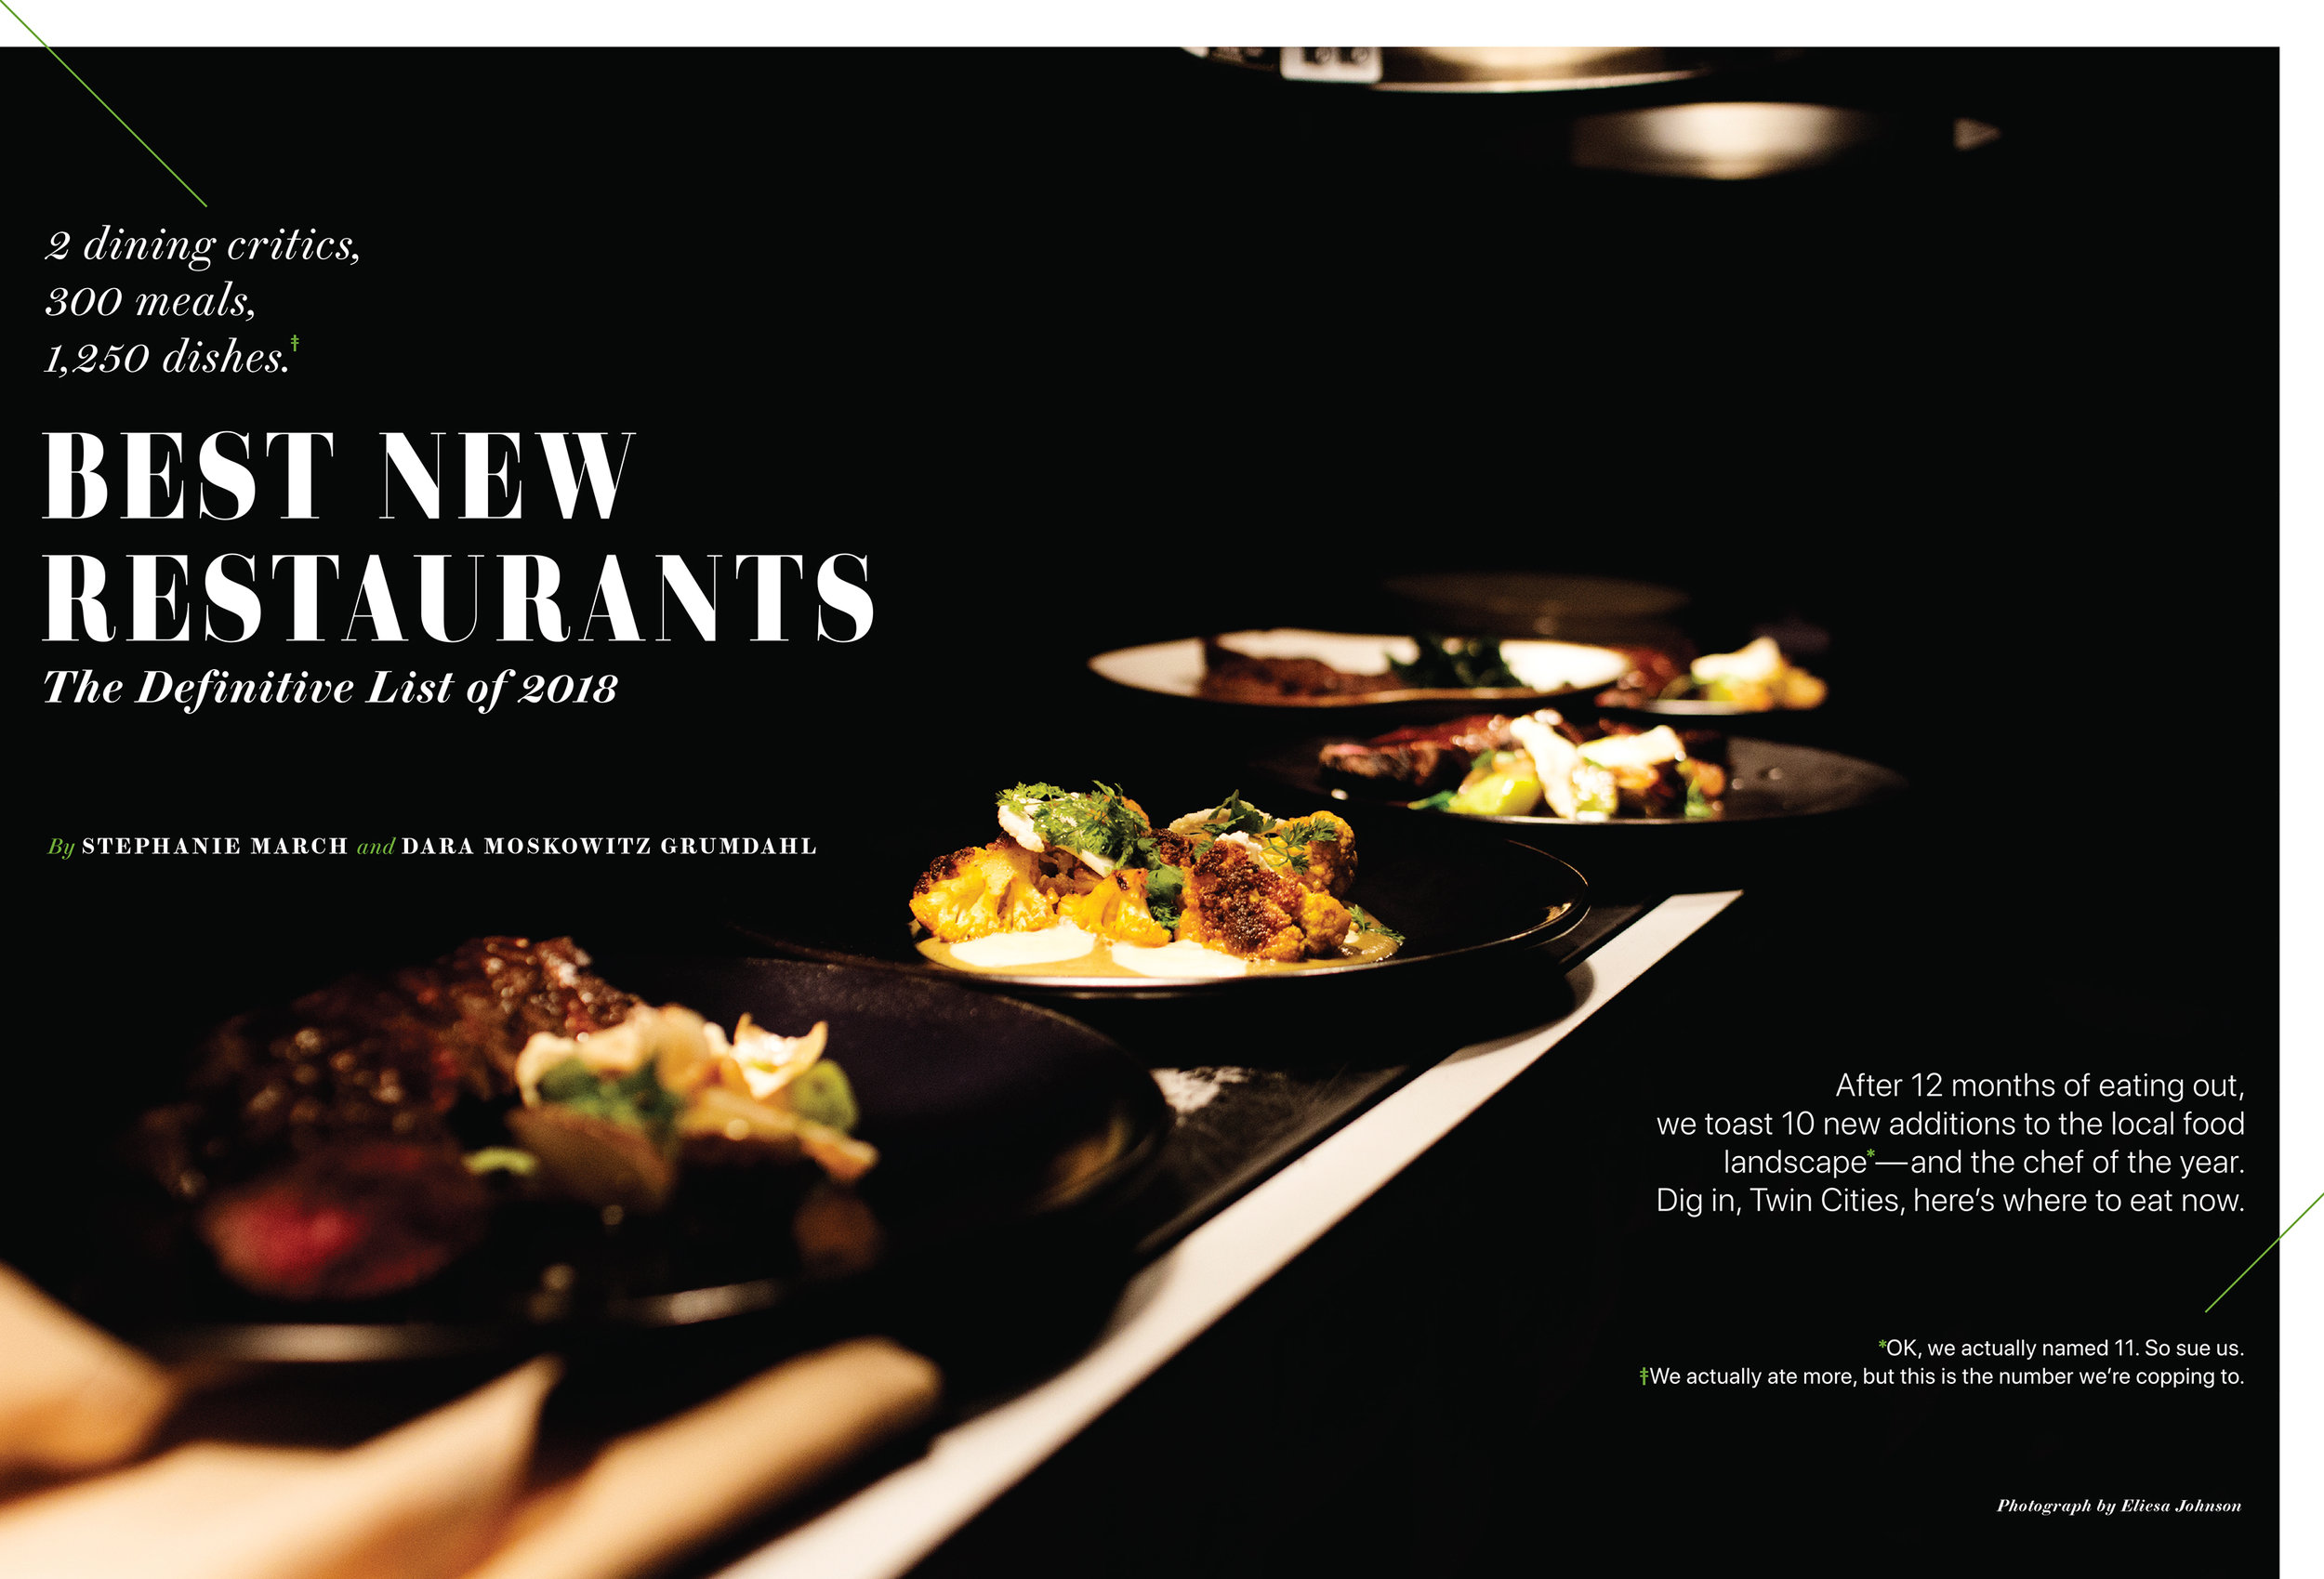 2 dining critics,
300 meals,
1,250 dishes.‡
BEST NEW
RESTAURANTS
The Definitive List of 2018
By STEPHANIE MARCH and DARA MOSKOWITZ GRUMDAHL
After 12 months of eating out,
we toast 10 new additions to the local food
landscape*—and the chef of the year.
Dig in, Twin Cities, here’s where to eat now.
*OK, we actually named 11. So sue us.
‡We actually ate more, but this is the number we’re copping to.
Photograph by Eliesa Johnson